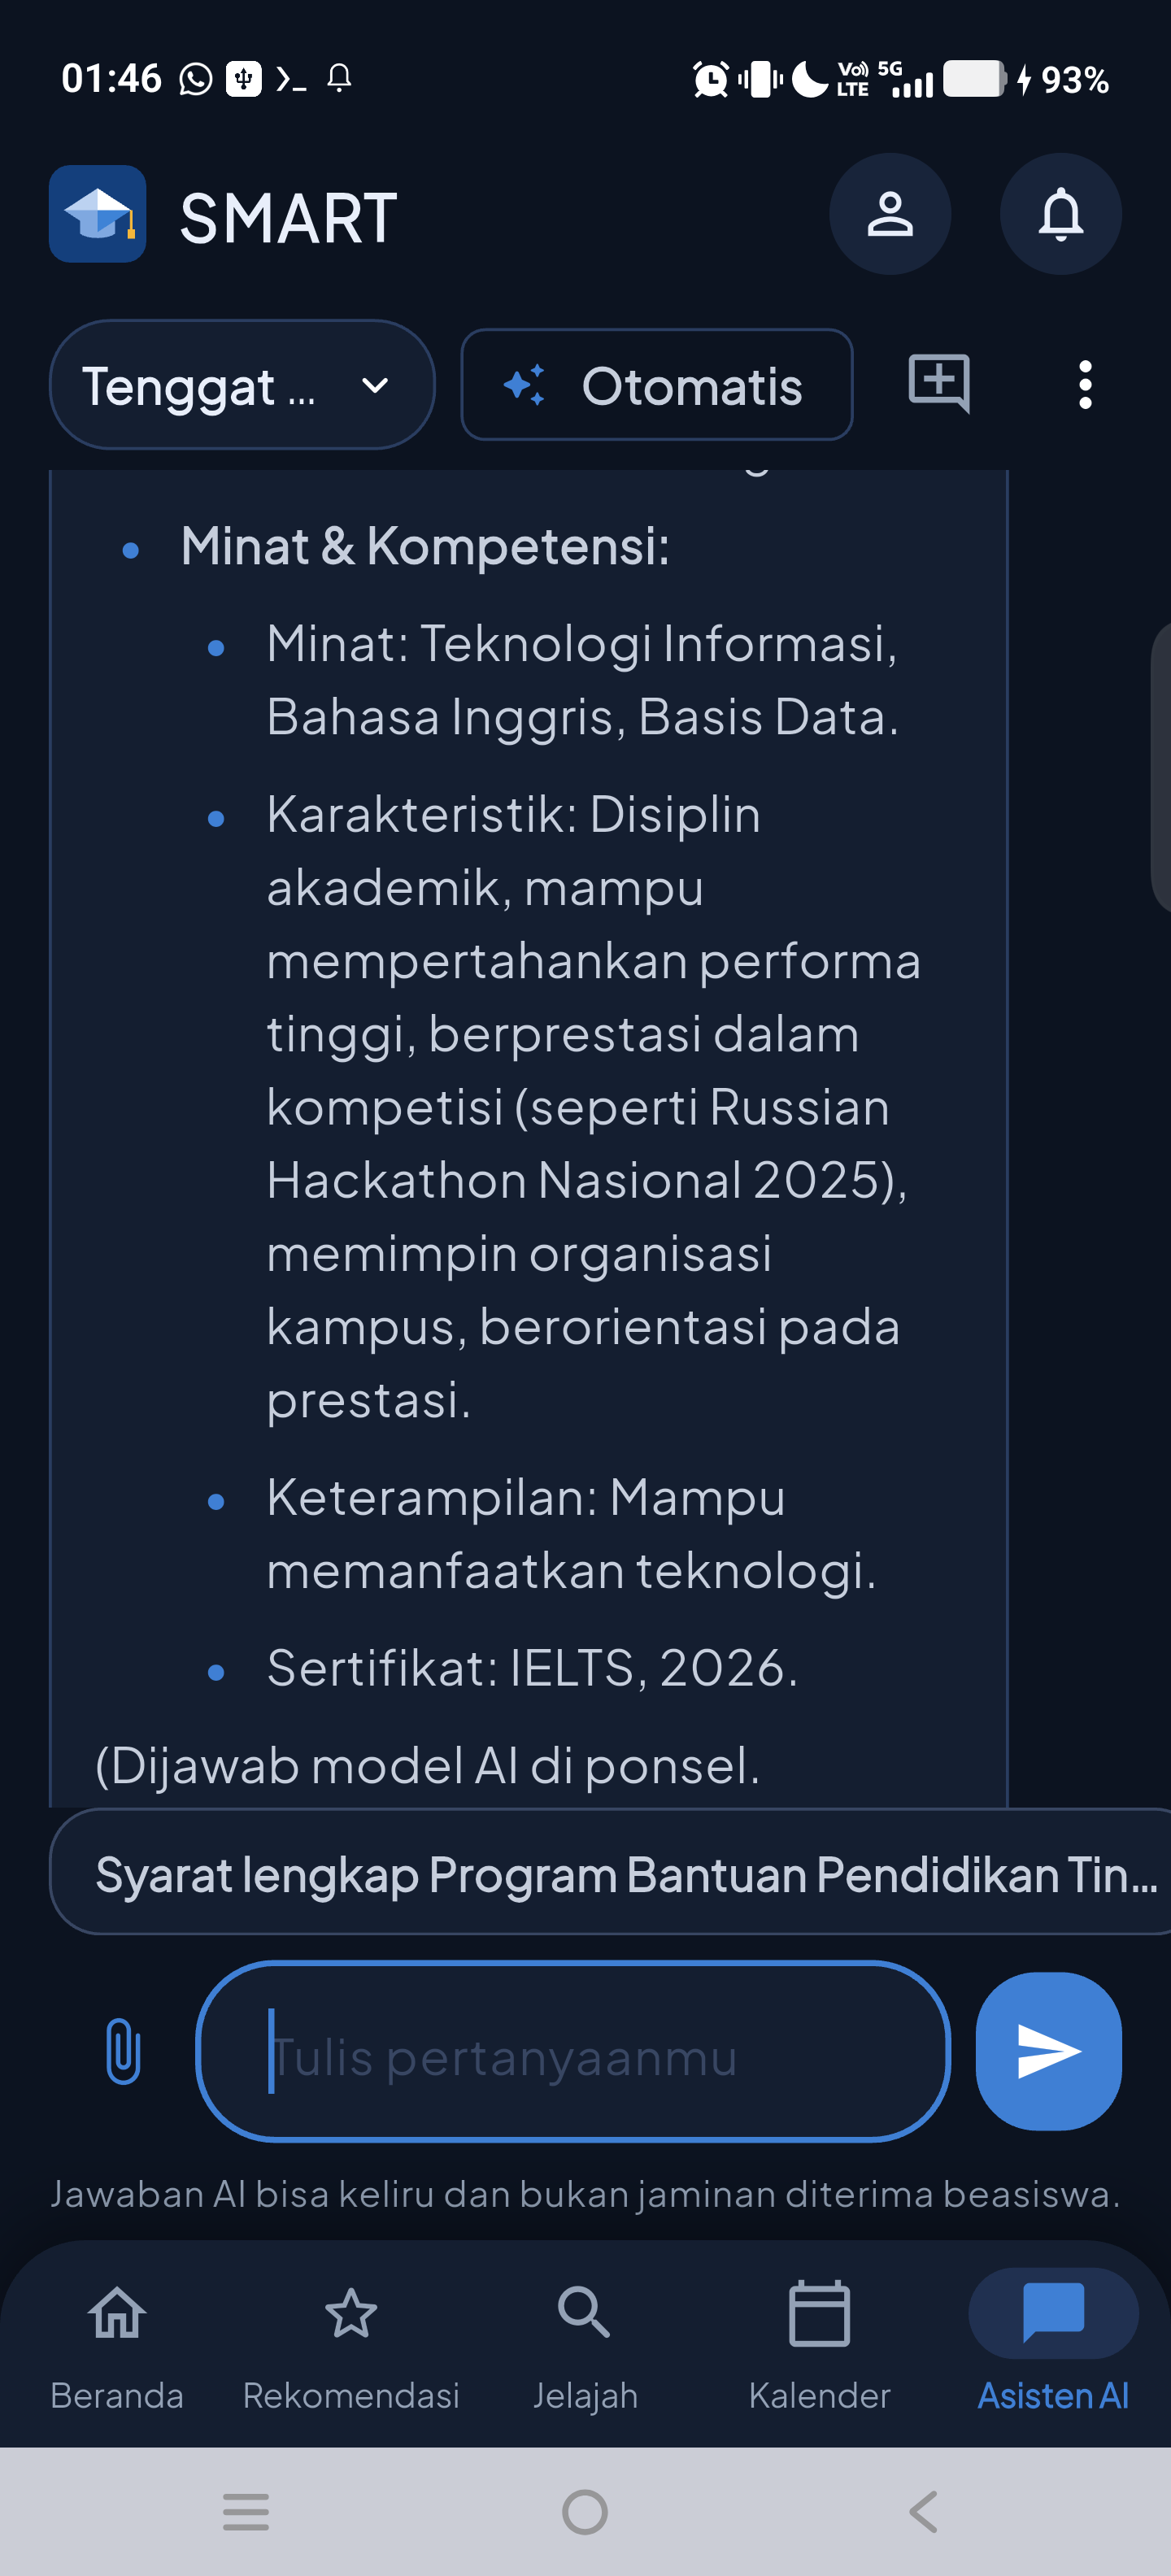 01:46
Vo)) LTE
5G
93%
SMART
Tenggat ...
Otomatis
Minat & Kompetensi:
Minat: Teknologi Informasi,
Bahasa Inggris, Basis Data.
Karakteristik: Disiplin
akademik, mampu
mempertahankan performa
tinggi, berprestasi dalam
kompetisi (seperti Russian
Hackathon Nasional 2025),
memimpin organisasi
kampus, berorientasi pada
prestasi.
Keterampilan: Mampu
memanfaatkan teknologi.
Sertifikat: IELTS, 2026.
(Dijawab model AI di ponsel.
Syarat lengkap Program Bantuan Pendidikan Tin...
Tulis pertanyaanmu
Jawaban AI bisa keliru dan bukan jaminan diterima beasiswa.
Beranda
Rekomendasi
Jelajah
Kalender
Asisten AI